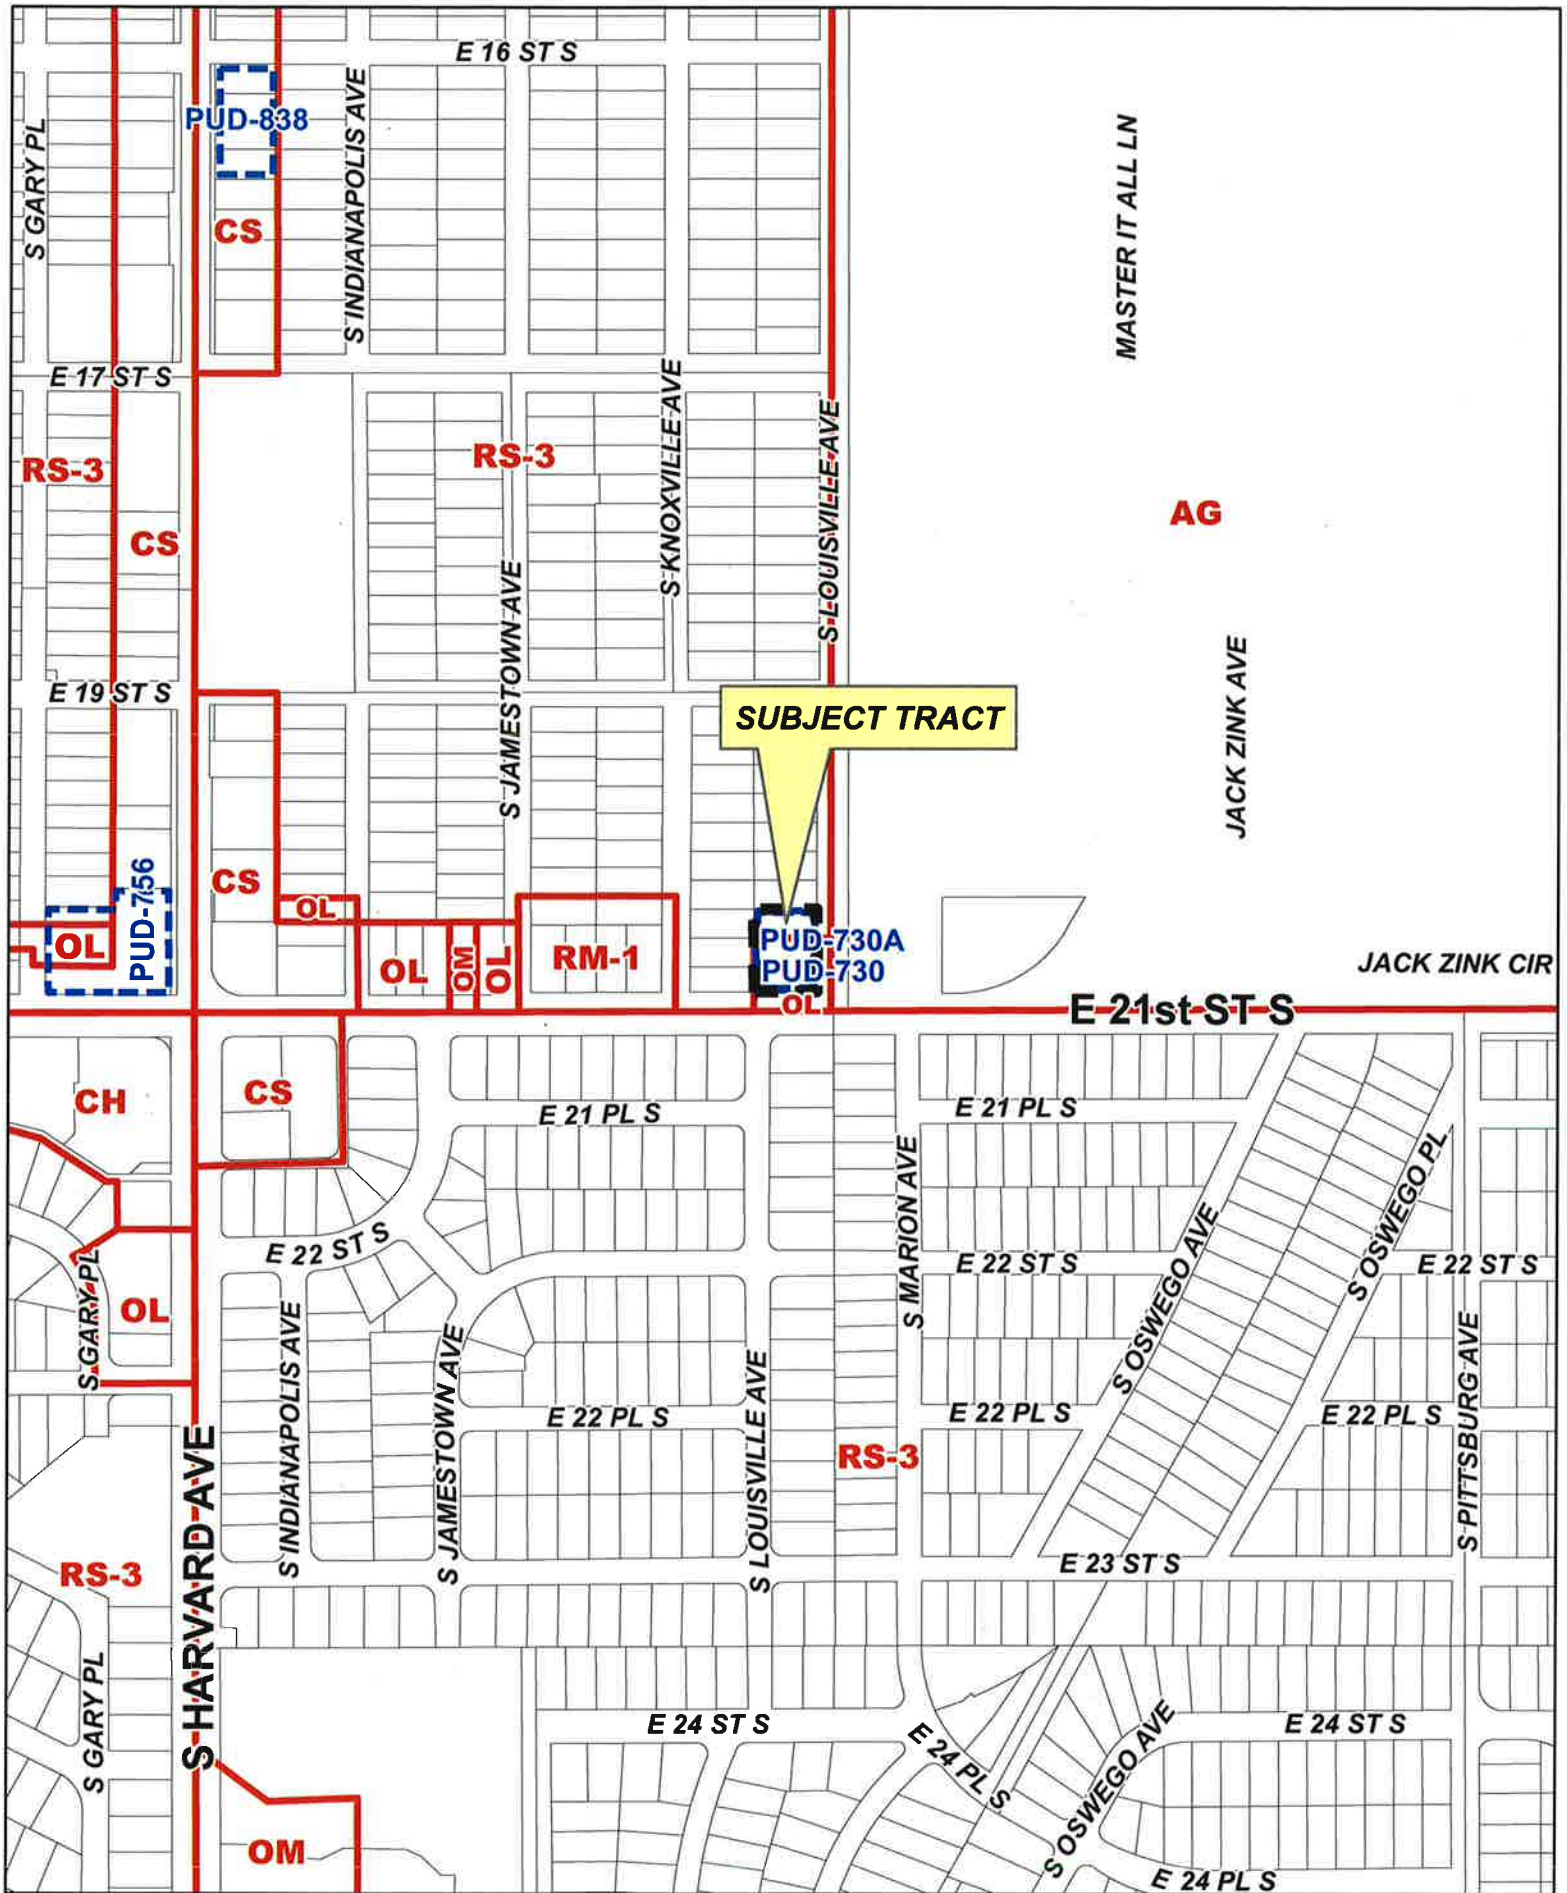 E 16 ST S
PUD-838
S GARY PL
S INDIANAPOLIS AVE
MASTER IT ALL LN
CS
E 17 ST S
S KNOXVILLE AVE
S LOUISVILLE AVE
RS-3
RS-3
CS
AG
S JAMESTOWN AVE
E 19 ST S
JACK ZINK AVE
SUBJECT TRACT
PUD-756
CS
OL
OL
OL
OM
OL
RM-1
PUD-730A
PUD-730
OL
JACK ZINK CIR
E 21st ST S
CH
CS
E 21 PL S
E 21 PL S
S MARION AVE
S OSWEGO PL
S OSWEGO AVE
E 22 ST S
E 22 ST S
E 22 ST S
S GARY PL
OL
S INDIANAPOLIS AVE
S JAMESTOWN AVE
S LOUISVILLE AVE
S PITTSBURG AVE
E 22 PL S
E 22 PL S
E 22 PL S
S HARVARD AVE
RS-3
RS-3
E 23 ST S
S GARY PL
E 24 ST S
E 24 PL S
S OSWEGO AVE
E 24 ST S
OM
E 24 PL S